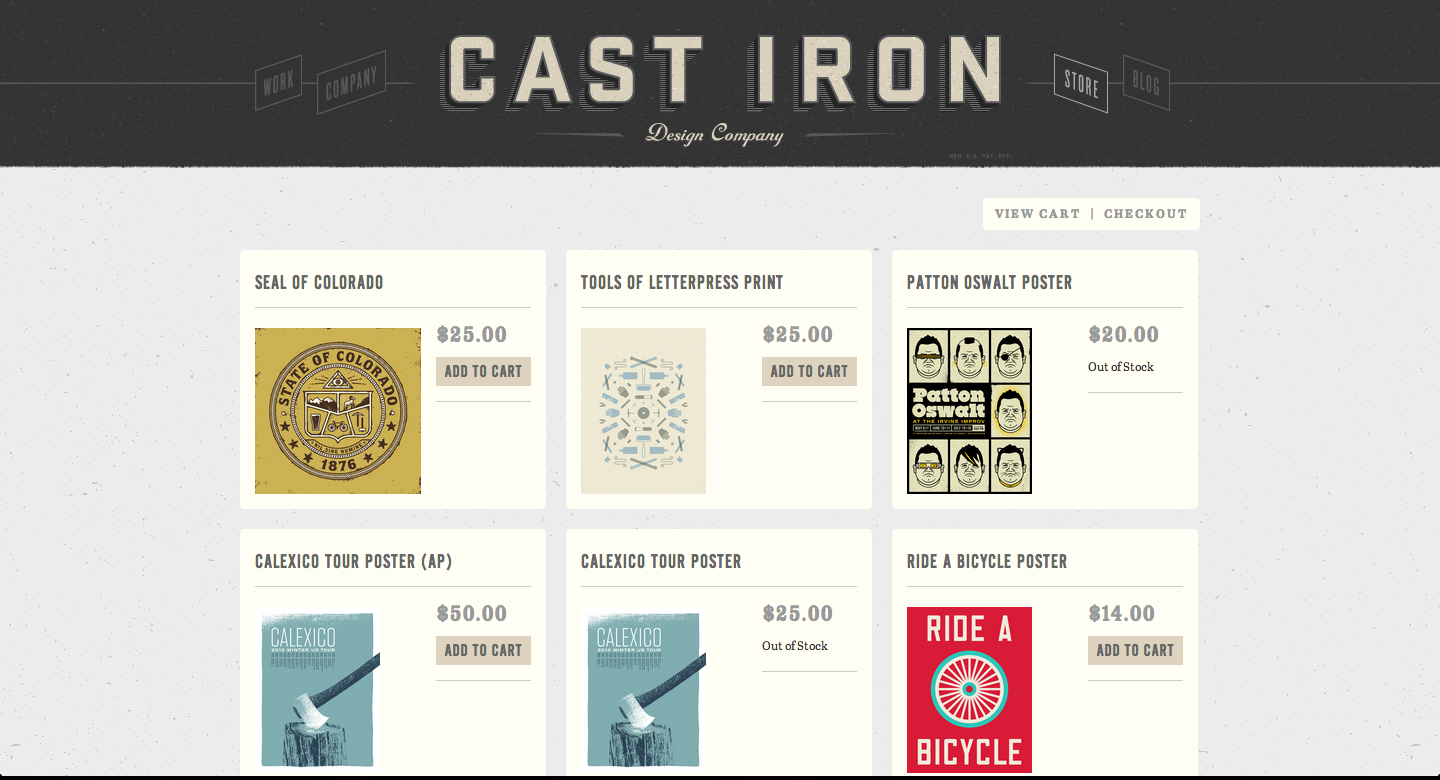 WORK
COMPANY
CAST IRON
STORE
BLOG
Design Company
REG. U.S. PAT. OFF.
VIEW CART | CHECKOUT
SEAL OF COLORADO
STATE OF COLORADO
NIL SINE NUMINE
1876
$25.00
ADD TO CART
TOOLS OF LETTERPRESS PRINT
$25.00
ADD TO CART
PATTON OSWALT POSTER
Patton
Oswalt
AT THE IRVINE IMPROV
$20.00
Out of Stock
CALEXICO TOUR POSTER (AP)
CALEXICO
2013 WINTER US TOUR
$50.00
ADD TO CART
CALEXICO TOUR POSTER
CALEXICO
2013 WINTER US TOUR
$25.00
Out of Stock
RIDE A BICYCLE POSTER
RIDE A
BICYCLE
$14.00
ADD TO CART